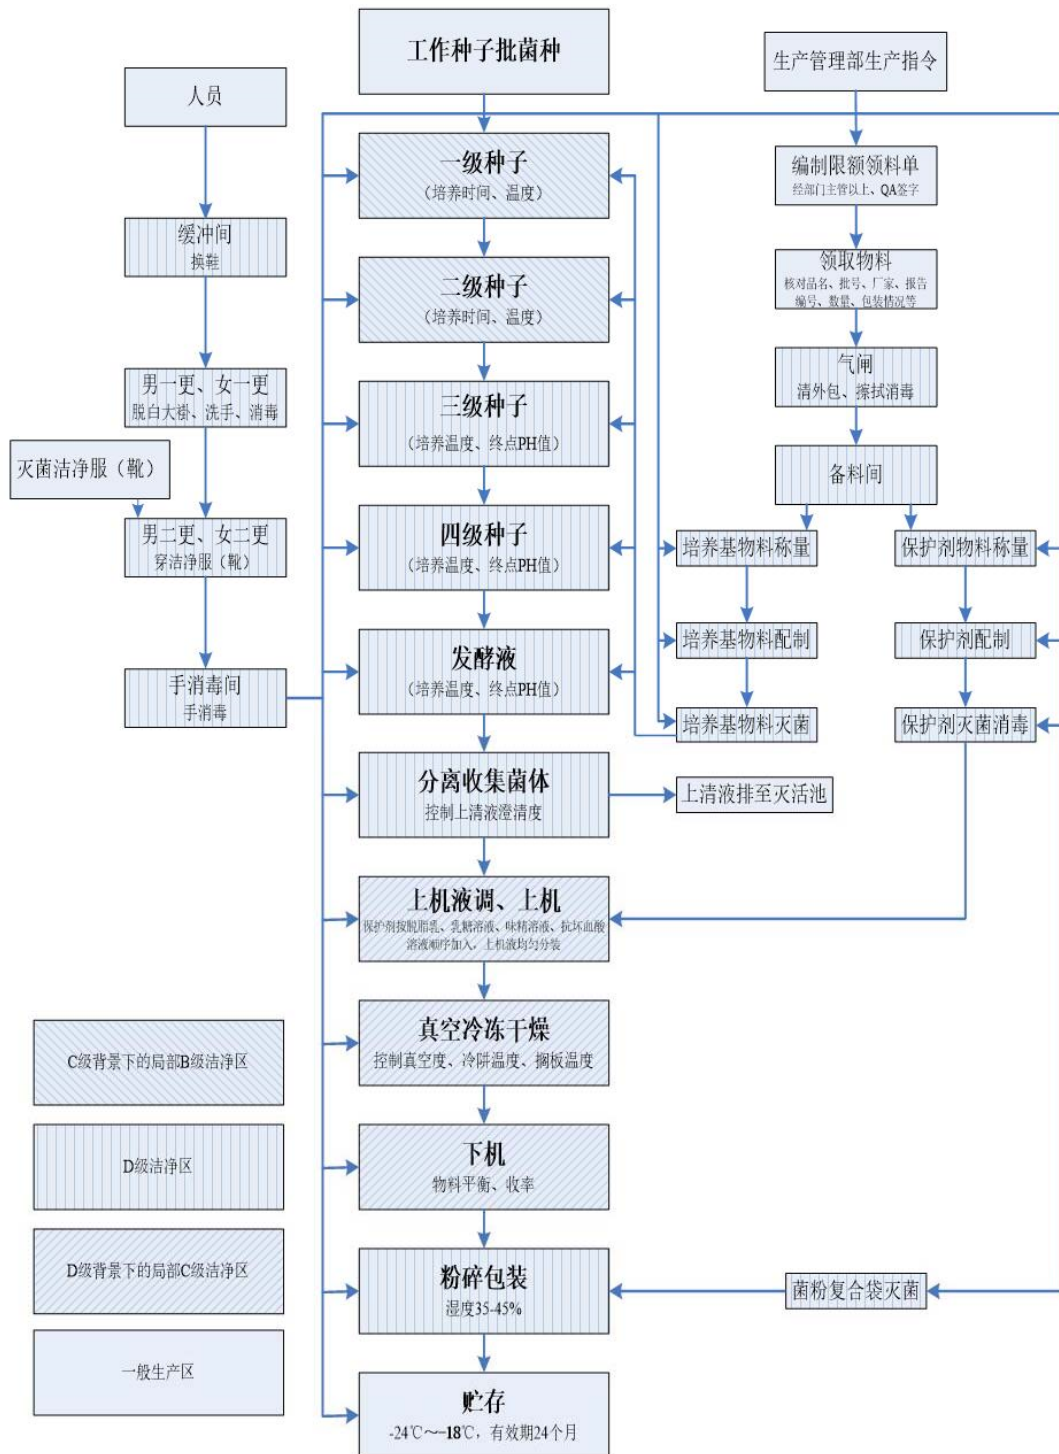 工作种子批菌种
生产管理部生产指令
人员
一级种子
（培养时间、温度）
编制限额领料单
经部门主管以上、QA签字
缓冲间
换鞋
二级种子
（培养时间、温度）
领取物料
核对品名、批号、厂家、报告
编号、数量、包装情况等
男一更、女一更
脱白大褂、洗手、消毒
三级种子
（培养温度、终点PH值）
气闸
清外包、擦拭消毒
灭菌洁净服（靴）
备料间
男二更、女二更
穿洁净服（靴）
四级种子
（培养温度、终点PH值）
培养基物料称量
保护剂物料称量
发酵液
（培养温度、终点PH值）
培养基物料配制
保护剂配制
手消毒间
手消毒
培养基物料灭菌
保护剂灭菌消毒
分离收集菌体
控制上清液澄清度
上清液排至灭活池
上机液调、上机
保护剂按脱脂乳、乳糖溶液、味精溶液、抗坏血酸
溶液顺序加入，上机液均匀分装
真空冷冻干燥
控制真空度、冷阱温度、搁板温度
C级背景下的局部B级洁净区
下机
物料平衡、收率
D级洁净区
粉碎包装
湿度35-45%
D级背景下的局部C级洁净区
菌粉复合袋灭菌
一般生产区
贮存
-24℃～-18℃，有效期24个月